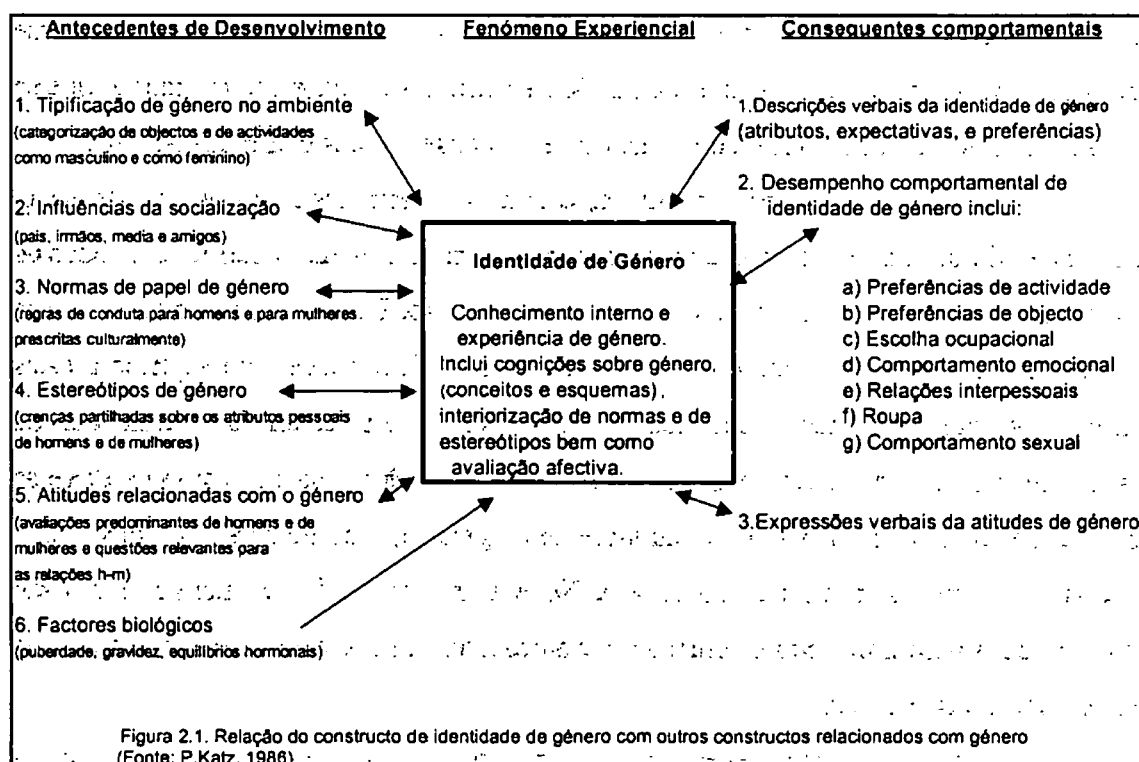 Antecedentes de Desenvolvimento
Fenómeno Experiencial
Consequentes comportamentais
1. Tipificação de género no ambiente
(categorização de objectos e de actividades
como masculino e como feminino)
2. Influências da socialização
(pais, irmãos, media e amigos)
3. Normas de papel de género
(regras de conduta para homens e para mulheres
prescritas culturalmente)
4. Estereótipos de género
(crenças partilhadas sobre os atributos pessoais
de homens e de mulheres)
5. Atitudes relacionadas com o género
(avaliações predominantes de homens e de
mulheres e questões relevantes para
as relações h-m)
6. Factores biológicos
(puberdade, gravidez, equilíbrios hormonais)
Identidade de Género
Conhecimento interno e
experiência de género.
Inclui cognições sobre género,
(conceitos e esquemas),
interiorização de normas e de
estereótipos bem como
avaliação afectiva.
1.Descrições verbais da identidade de género
(atributos, expectativas, e preferências)
2. Desempenho comportamental de
identidade de género inclui:
a) Preferências de actividade
b) Preferências de objecto
c) Escolha ocupacional
d) Comportamento emocional
e) Relações interpessoais
f) Roupa
g) Comportamento sexual
3.Expressões verbais da atitudes de género
Figura 2.1. Relação do constructo de identidade de género com outros constructos relacionados com género
(Fonte: P.Katz, 1986)